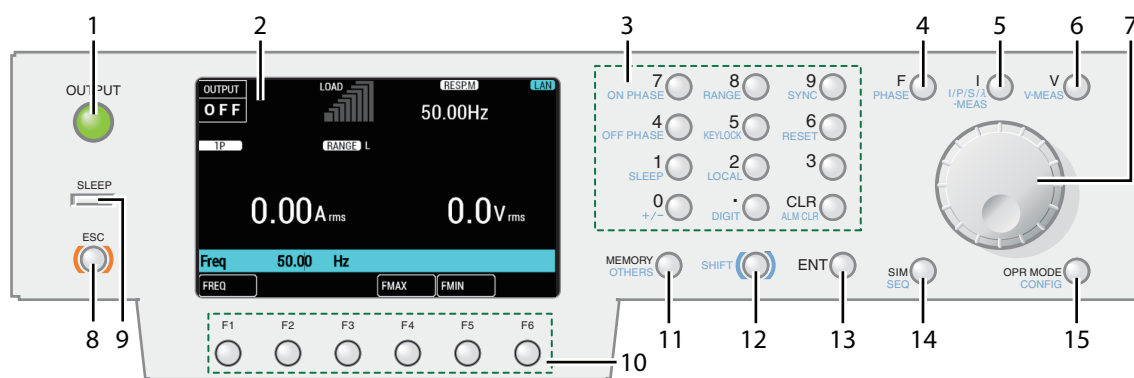 1 2 3 4 5 6 7
OUTPUT
OUTPUT LOAD RESP.M LAN
OFF
50.00Hz
1P RANGE L
0.00Arms 0.0Vrms
Freq 50.00 Hz
FREQ FMAX FMIN
7 8 9
ON PHASE RANGE SYNC
4 5 6
OFF PHASE KEYLOCK RESET
1 2 3
SLEEP LOCAL
0 . CLR
+/− DIGIT ALM CLR
F I V
PHASE I/P/S/λ V-MEAS
-MEAS
SLEEP
ESC
MEMORY SHIFT ENT SIM OPR MODE
OTHERS SEQ CONFIG
F1 F2 F3 F4 F5 F6
8 9 10 11 12 13 14 15